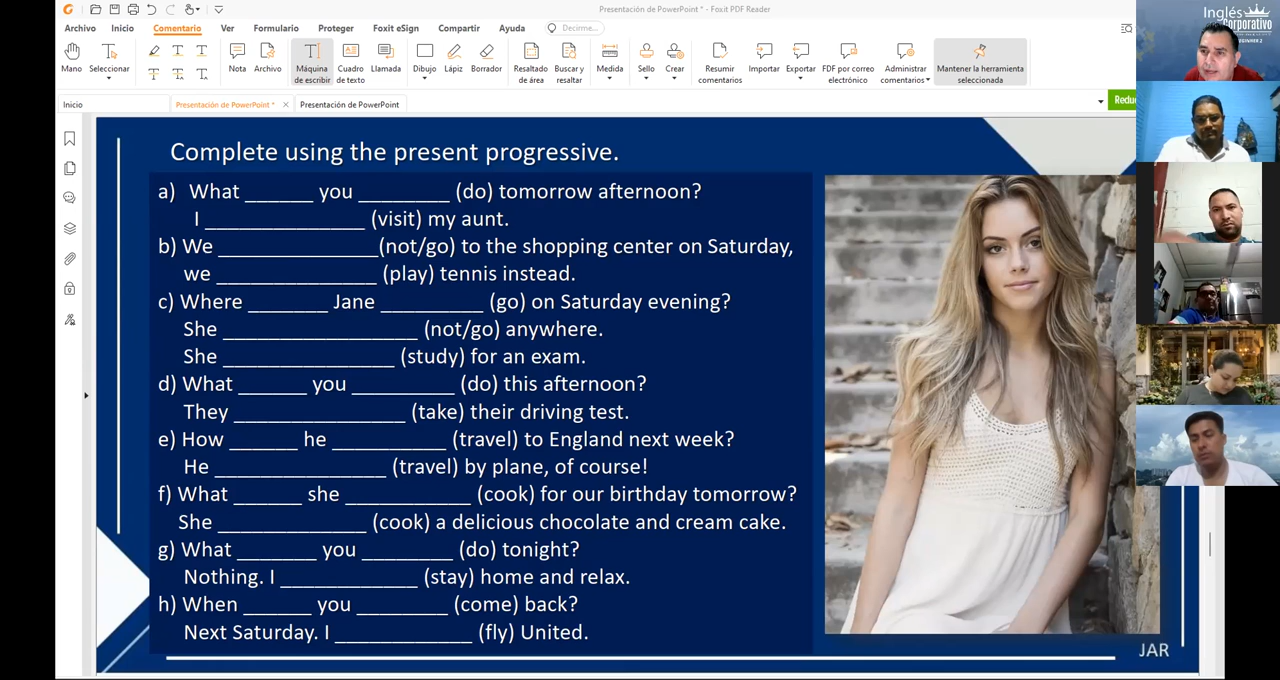 Presentación de PowerPoint * - Foxit PDF Reader
Archivo Inicio Comentario Ver Formulario Proteger Foxit eSign Compartir Ayuda Decirme...
Mano Seleccionar Nota Archivo Máquina de escribir Cuadro de texto Llamada Dibujo Lápiz Borrador Resaltado de área Buscar y resaltar Medida Sello Crear Resumir comentarios Importar Exportar FDF por correo electrónico Administrar comentarios Mantener la herramienta seleccionada
Inicio Presentación de PowerPoint * Presentación de PowerPoint
Inglés
Corporativo
Complete using the present progressive.
a) What ______ you ________ (do) tomorrow afternoon?
I ______________ (visit) my aunt.
b) We ______________(not/go) to the shopping center on Saturday,
we ______________ (play) tennis instead.
c) Where _______ Jane _________ (go) on Saturday evening?
She _________________ (not/go) anywhere.
She _______________ (study) for an exam.
d) What ______ you _________ (do) this afternoon?
They _______________ (take) their driving test.
e) How ______ he __________ (travel) to England next week?
He _______________ (travel) by plane, of course!
f) What ______ she ___________ (cook) for our birthday tomorrow?
She _____________ (cook) a delicious chocolate and cream cake.
g) What _______ you ________ (do) tonight?
Nothing. I ____________ (stay) home and relax.
h) When ______ you ________ (come) back?
Next Saturday. I ____________ (fly) United.
JAR